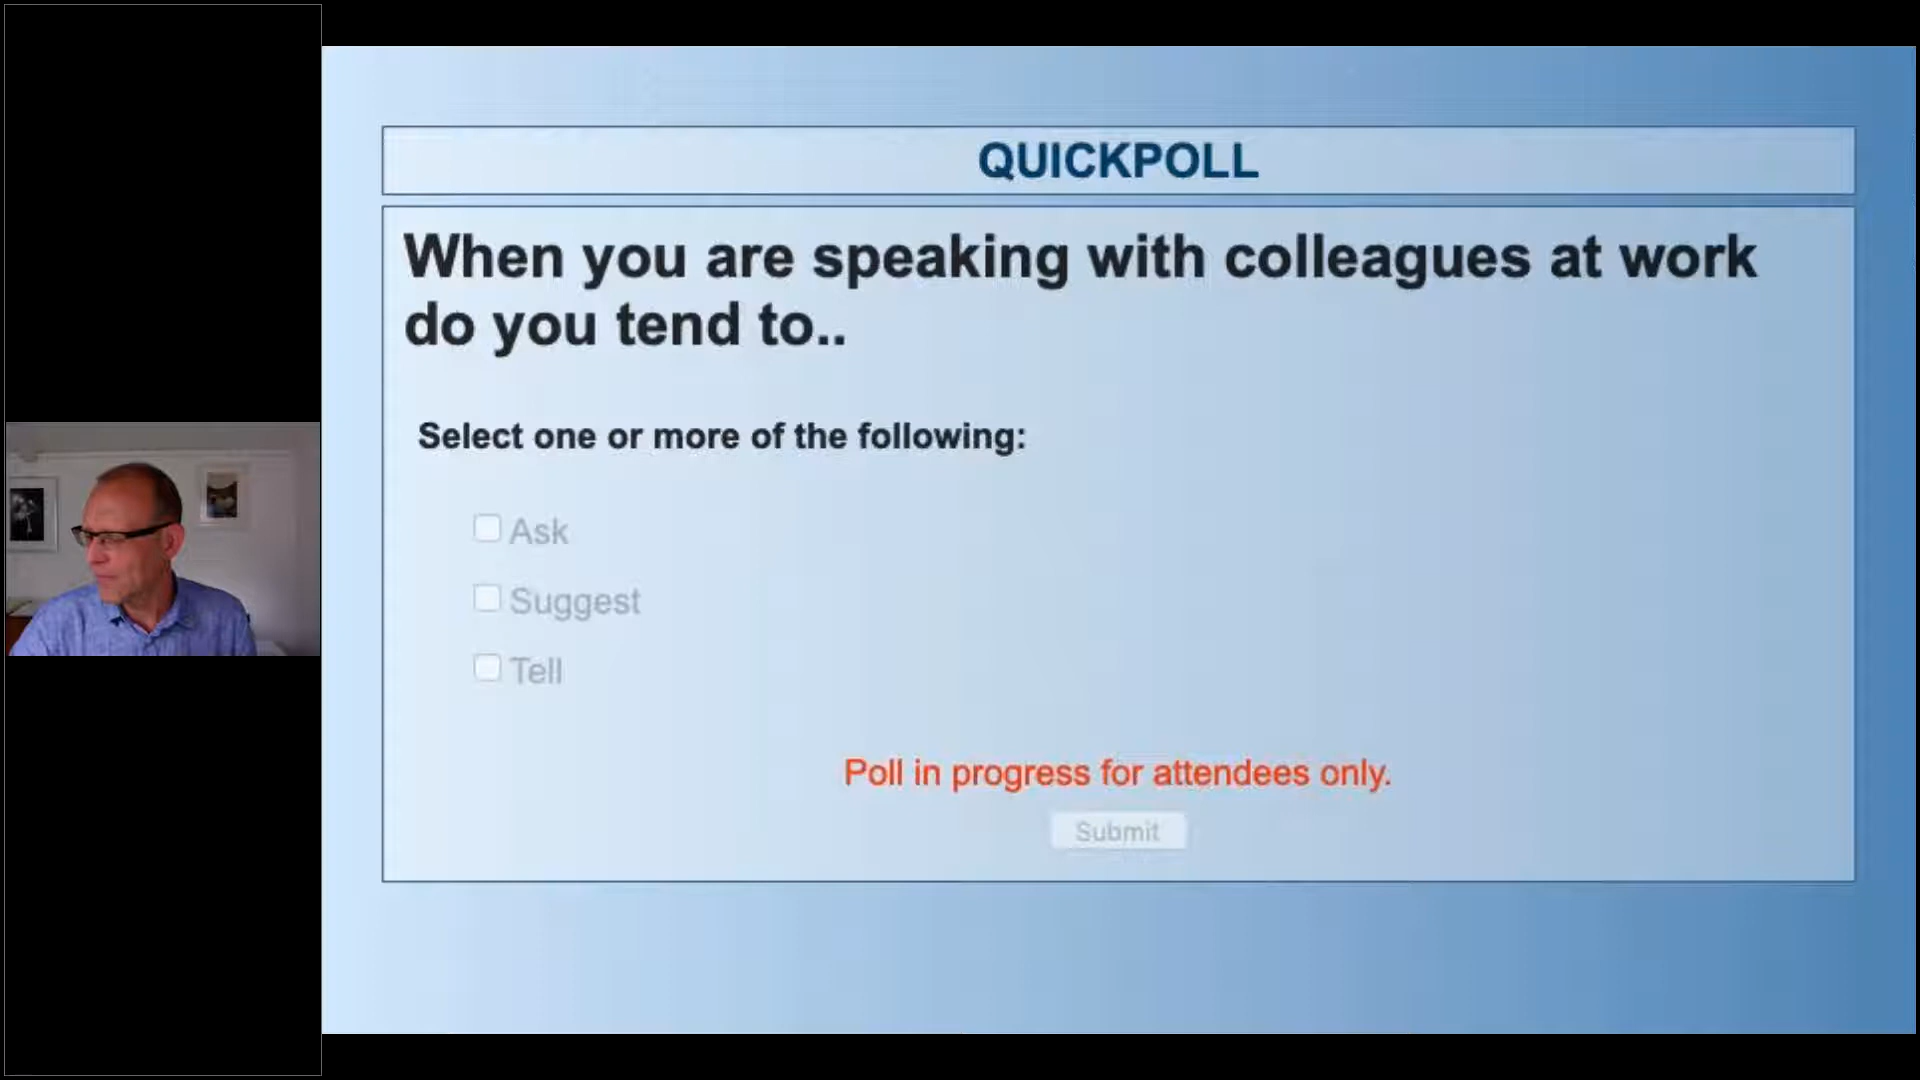 QUICKPOLL
When you are speaking with colleagues at work
do you tend to..
Select one or more of the following:
Ask
Suggest
Tell
Poll in progress for attendees only.
Submit